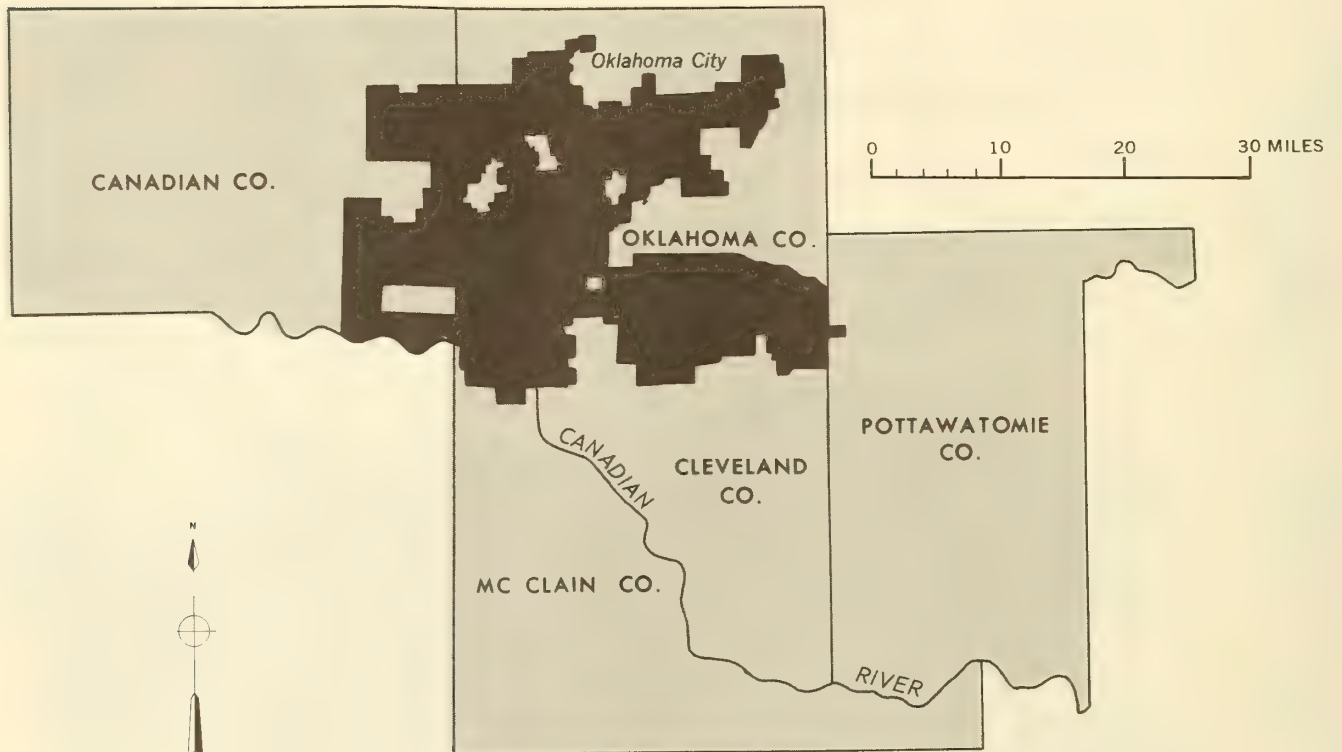 Oklahoma City
0 10 20 30 MILES
CANADIAN CO.
OKLAHOMA CO.
POTTAWATOMIE
CO.
CANADIAN
CLEVELAND
CO.
N
MC CLAIN CO.
RIVER